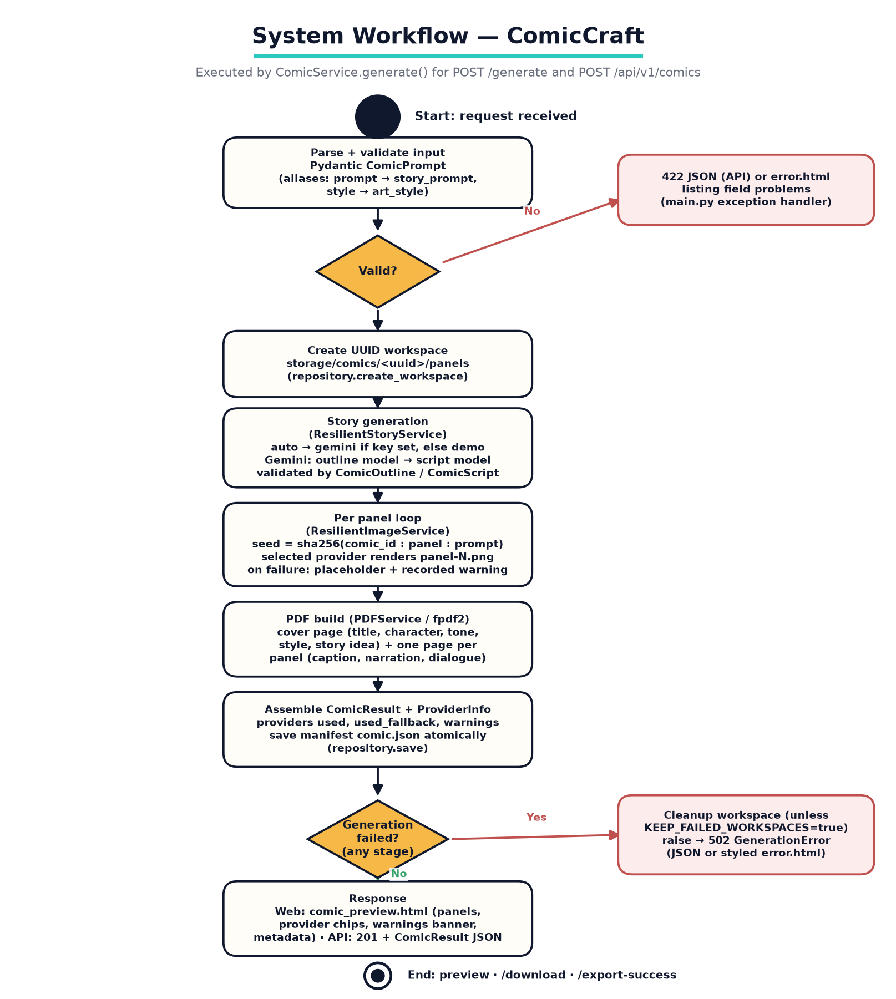 System Workflow — ComicCraft
Executed by ComicService.generate() for POST /generate and POST /api/v1/comics
Start: request received
Parse + validate input
Pydantic ComicPrompt
(aliases: prompt → story_prompt,
style → art_style)
422 JSON (API) or error.html
listing field problems
(main.py exception handler)
No
Valid?
Create UUID workspace
storage/comics/<uuid>/panels
(repository.create_workspace)
Story generation
(ResilientStoryService)
auto → gemini if key set, else demo
Gemini: outline model → script model
validated by ComicOutline / ComicScript
Per panel loop
(ResilientImageService)
seed = sha256(comic_id : panel : prompt)
selected provider renders panel-N.png
on failure: placeholder + recorded warning
PDF build (PDFService / fpdf2)
cover page (title, character, tone,
style, story idea) + one page per
panel (caption, narration, dialogue)
Assemble ComicResult + ProviderInfo
providers used, used_fallback, warnings
save manifest comic.json atomically
(repository.save)
Generation
failed?
(any stage)
Yes
Cleanup workspace (unless
KEEP_FAILED_WORKSPACES=true)
raise → 502 GenerationError
(JSON or styled error.html)
No
Response
Web: comic_preview.html (panels,
provider chips, warnings banner,
metadata) · API: 201 + ComicResult JSON
End: preview · /download · /export-success